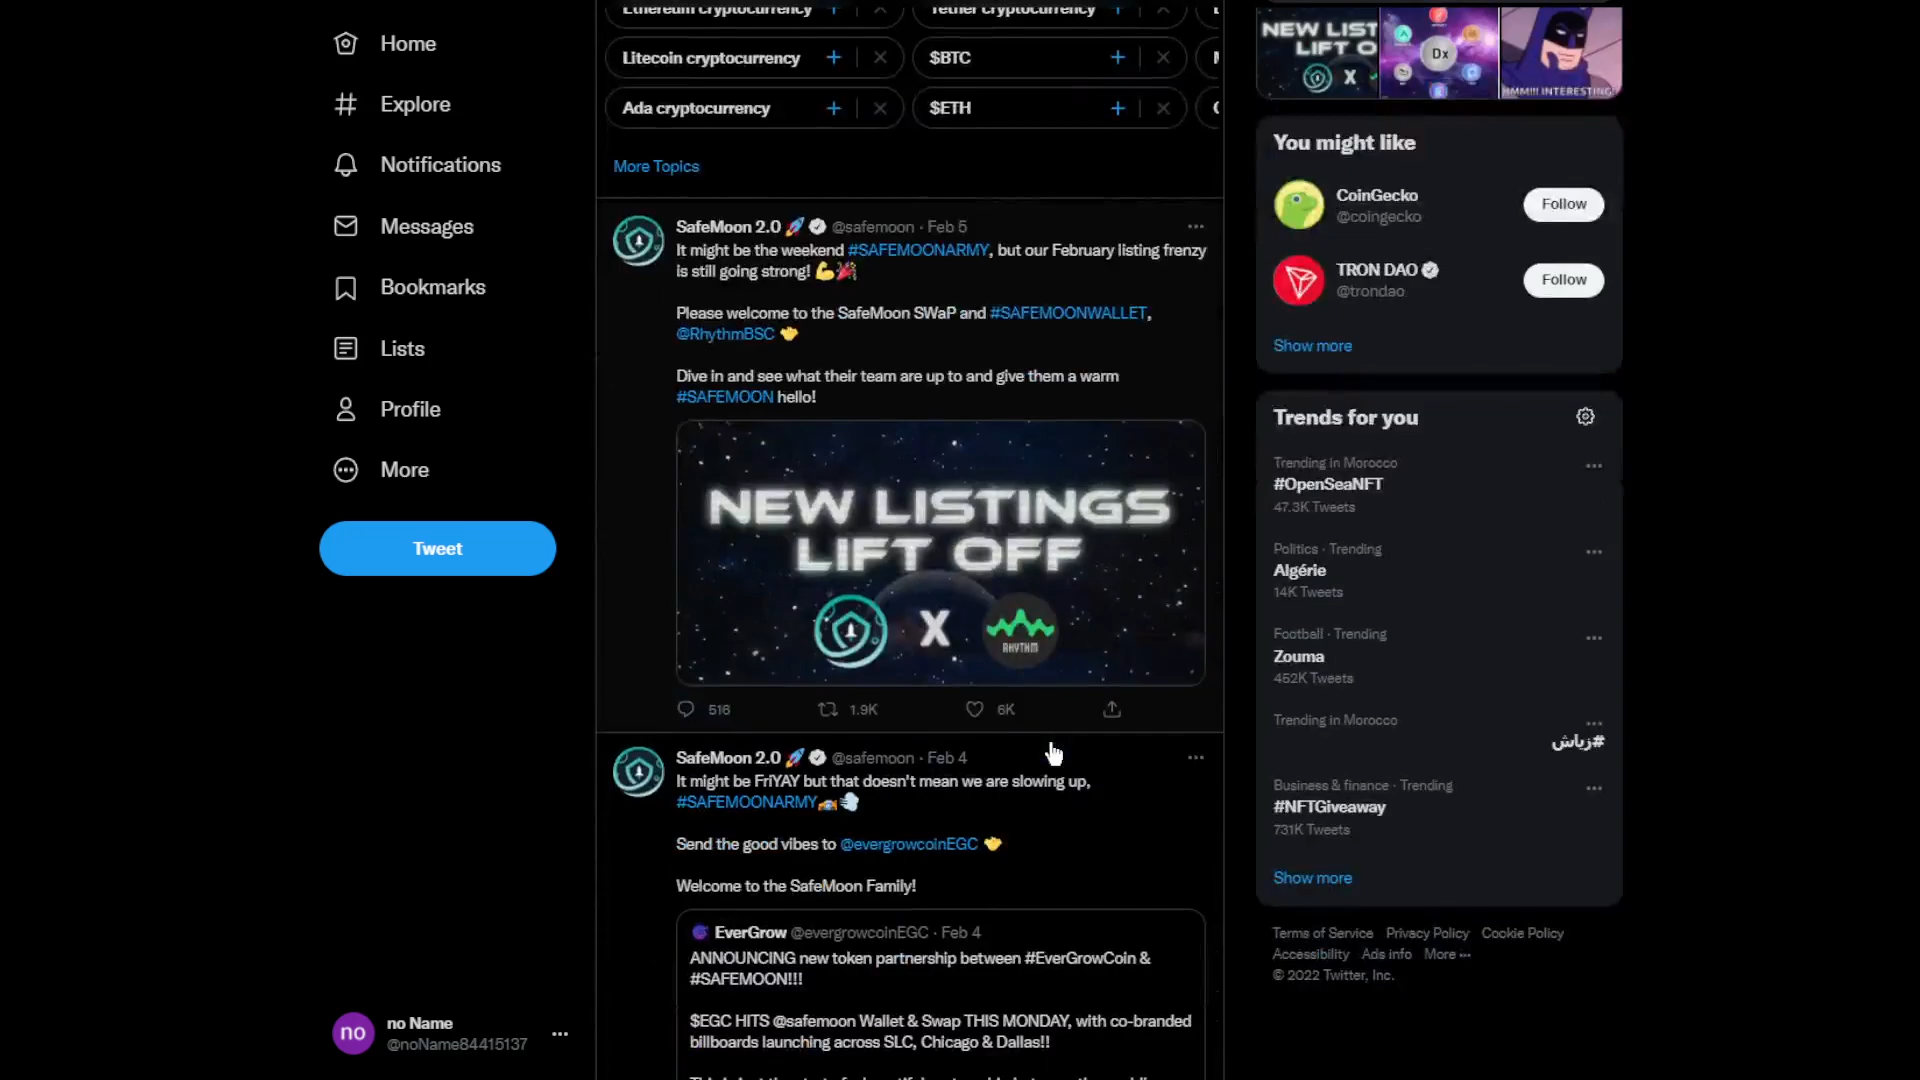 Home
Explore
Notifications
Messages
Bookmarks
Lists
Profile
More
Tweet
no
no Name
@noName84415137
Ethereum cryptocurrency
Tether cryptocurrency
Litecoin cryptocurrency
$BTC
Ada cryptocurrency
$ETH
More Topics
SafeMoon 2.0 🚀 @safemoon · Feb 5
It might be the weekend #SAFEMOONARMY, but our February listing frenzy
is still going strong! 💪🎉
Please welcome to the SafeMoon SWaP and #SAFEMOONWALLET,
@RhythmBSC 🤝
Dive in and see what their team are up to and give them a warm
#SAFEMOON hello!
NEW LISTINGS
LIFT OFF
X
RHYTHM
516 1.9K 6K
SafeMoon 2.0 🚀 @safemoon · Feb 4
It might be FriYAY but that doesn't mean we are slowing up,
#SAFEMOONARMY🏎💨
Send the good vibes to @evergrowcoinEGC 🤝
Welcome to the SafeMoon Family!
EverGrow @evergrowcoinEGC · Feb 4
ANNOUNCING new token partnership between #EverGrowCoin &
#SAFEMOON!!!
$EGC HITS @safemoon Wallet & Swap THIS MONDAY, with co-branded
billboards launching across SLC, Chicago & Dallas!!
NEW LIST
LIFT O
X
Dx
HMM!!! INTERESTING
You might like
CoinGecko
@coingecko
Follow
TRON DAO
@trondao
Follow
Show more
Trends for you
Trending in Morocco
#OpenSeaNFT
47.3K Tweets
Politics · Trending
Algérie
14K Tweets
Football · Trending
Zouma
452K Tweets
Trending in Morocco
#زياش
Business & finance · Trending
#NFTGiveaway
731K Tweets
Show more
Terms of Service Privacy Policy Cookie Policy
Accessibility Ads info More ···
© 2022 Twitter, Inc.